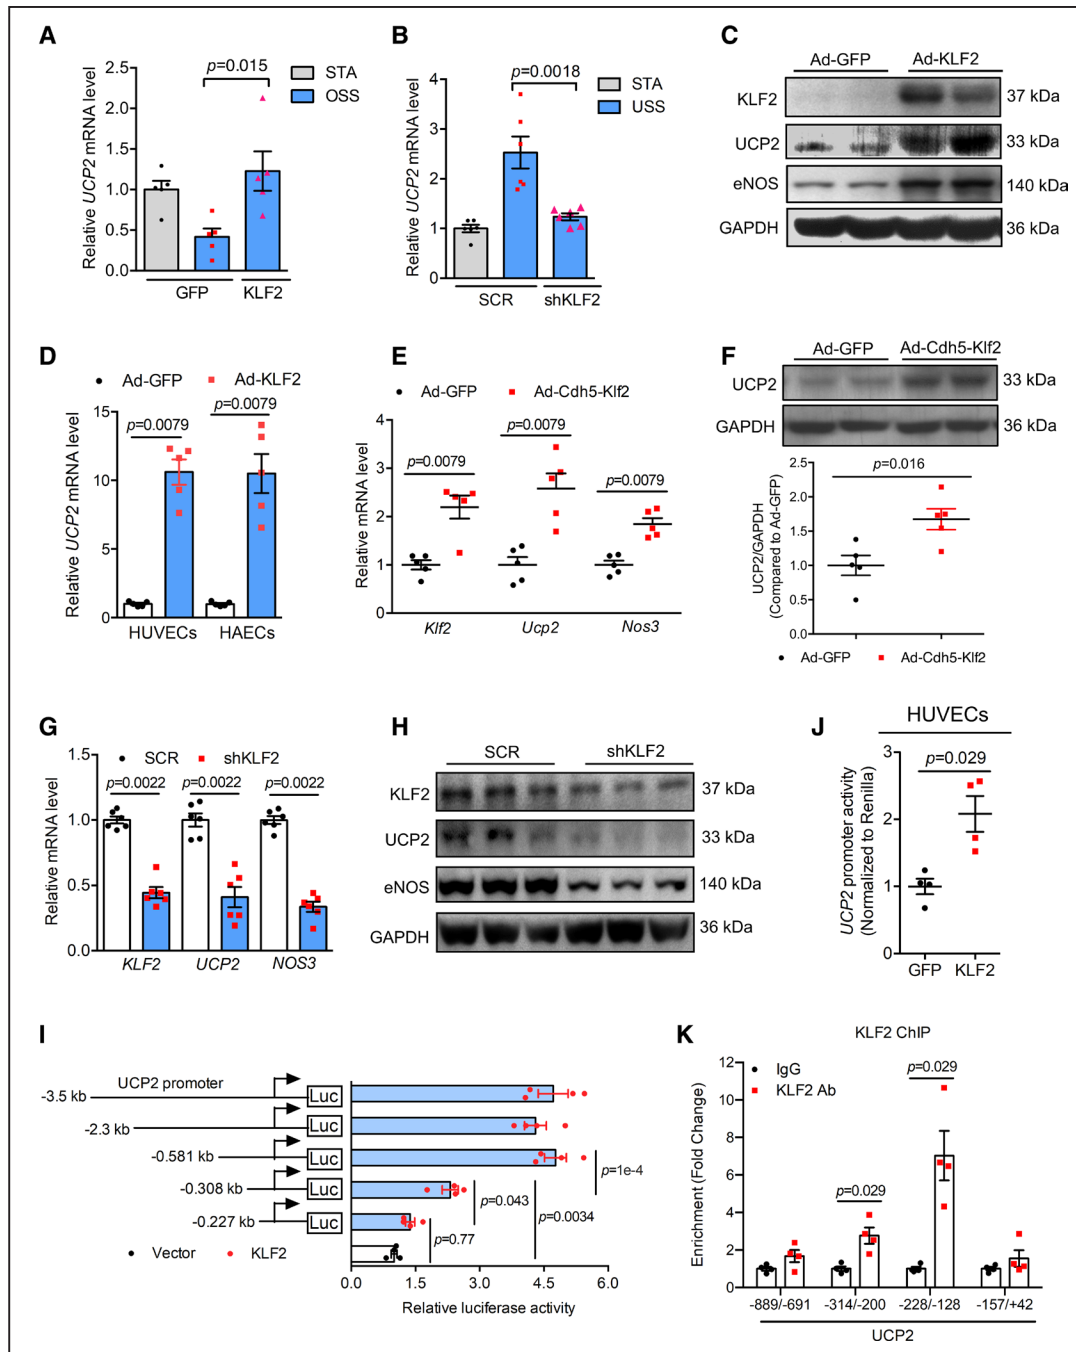 A
Relative UCP2 mRNA level
2.5
2.0
1.5
1.0
0.5
0.0
p=0.015
STA
OSS
GFP
KLF2
B
Relative UCP2 mRNA level
4
3
2
1
0
p=0.0018
STA
USS
SCR
shKLF2
C
Ad-GFP
Ad-KLF2
KLF2
37 kDa
UCP2
33 kDa
eNOS
140 kDa
GAPDH
36 kDa
D
Ad-GFP
Ad-KLF2
Relative UCP2 mRNA level
15
10
5
0
p=0.0079
p=0.0079
HUVECs
HAECs
E
Ad-GFP
Ad-Cdh5-Klf2
Relative mRNA level
4
3
2
1
0
p=0.0079
p=0.0079
p=0.0079
Klf2
Ucp2
Nos3
F
Ad-GFP
Ad-Cdh5-Klf2
UCP2
33 kDa
GAPDH
36 kDa
UCP2/GAPDH
(Compared to Ad-GFP)
2.5
2.0
1.5
1.0
0.5
0.0
p=0.016
Ad-GFP
Ad-Cdh5-Klf2
G
SCR
shKLF2
Relative mRNA level
1.5
1.0
0.5
0.0
p=0.0022
p=0.0022
p=0.0022
KLF2
UCP2
NOS3
H
SCR
shKLF2
KLF2
37 kDa
UCP2
33 kDa
eNOS
140 kDa
GAPDH
36 kDa
J
HUVECs
UCP2 promoter activity
(Normalized to Renilla)
3
2
1
0
p=0.029
GFP
KLF2
I
UCP2 promoter
-3.5 kb
Luc
-2.3 kb
Luc
-0.581 kb
Luc
-0.308 kb
Luc
-0.227 kb
Luc
Vector
KLF2
p=1e-4
p=0.043
p=0.0034
p=0.77
0.0
1.5
3.0
4.5
6.0
Relative luciferase activity
K
KLF2 ChIP
IgG
KLF2 Ab
Enrichment (Fold Change)
12
10
8
6
4
2
0
p=0.029
p=0.029
-889/-691
-314/-200
-228/-128
-157/+42
UCP2